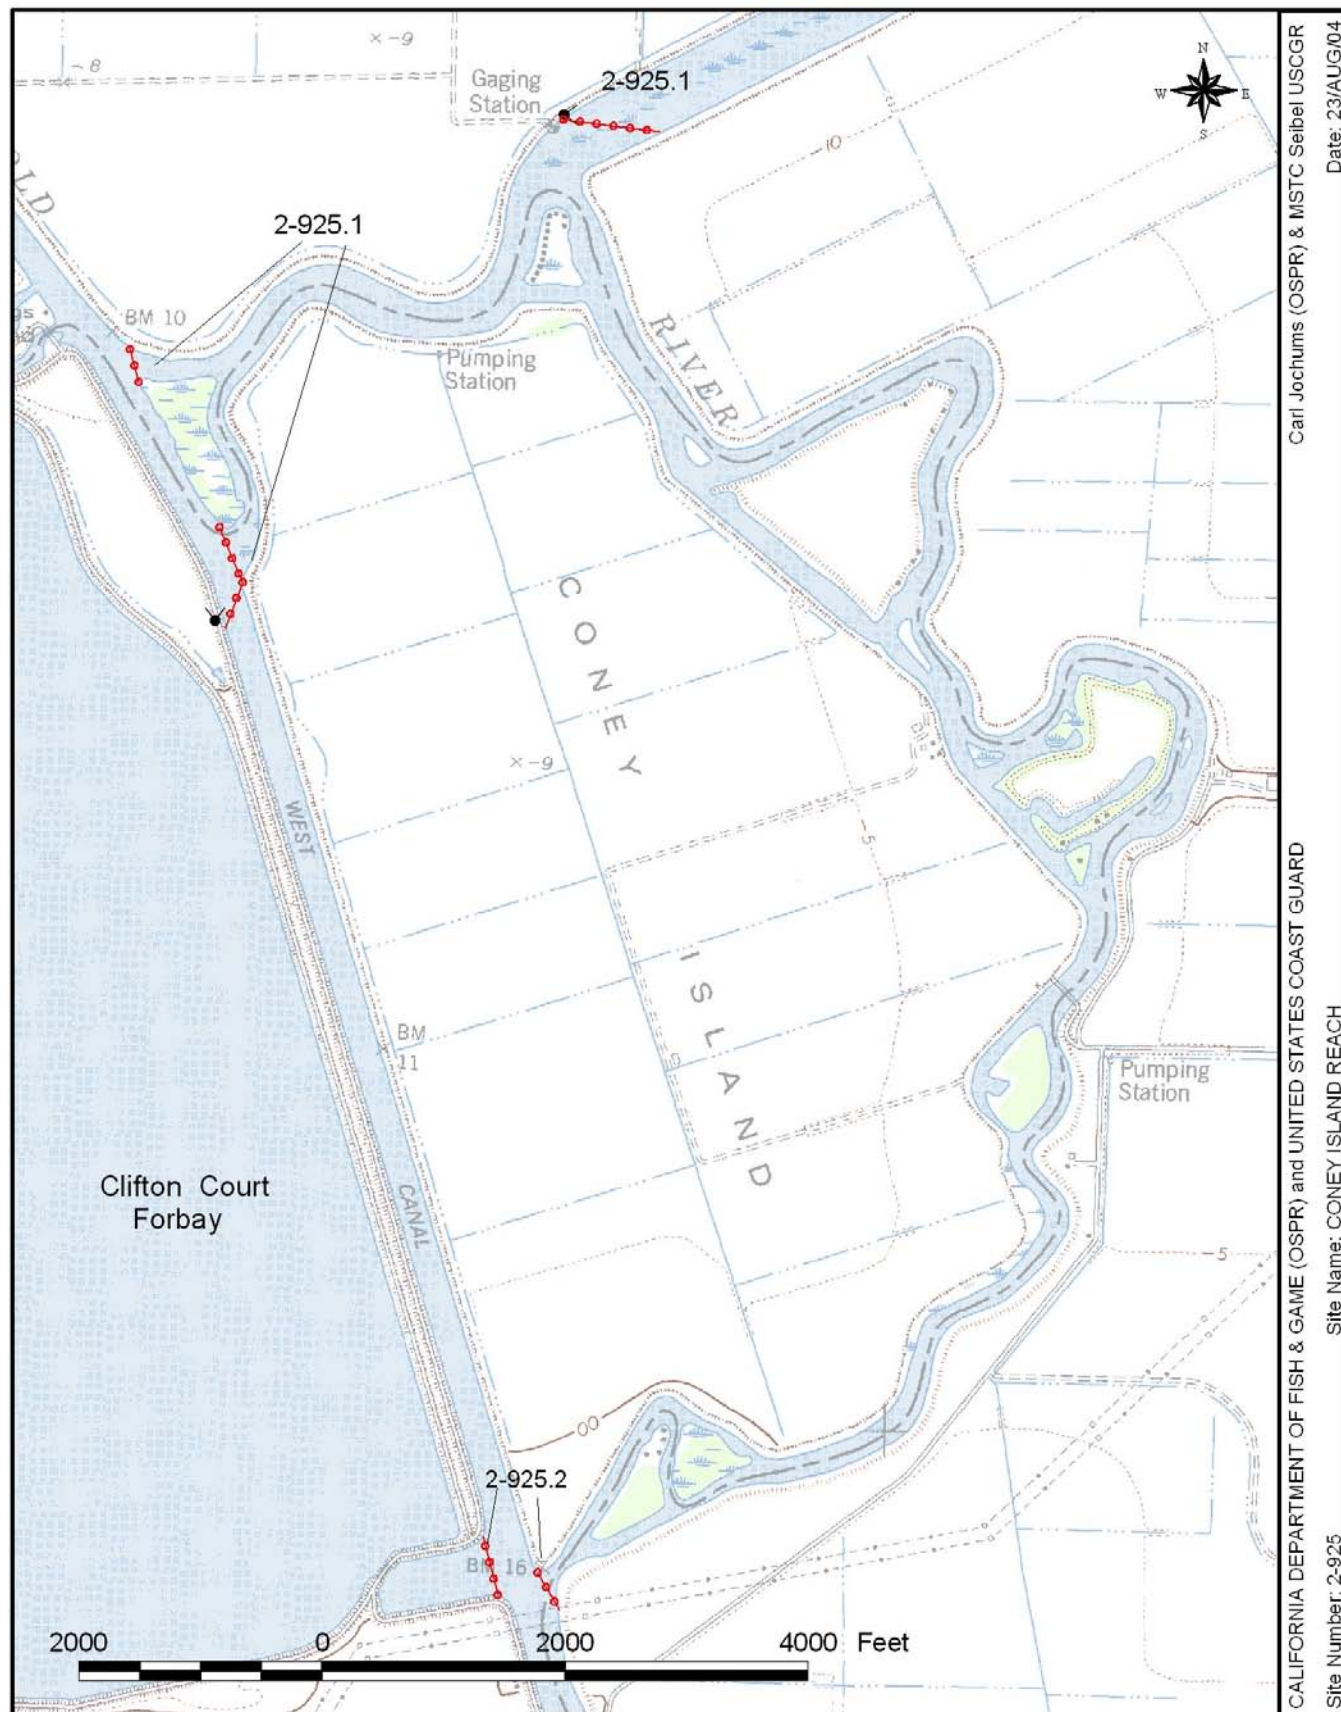 × -9
-8
Gaging
Station
2-925.1
N
W E
S
OLD
10
2-925.1
BM 10
Pumping
Station
RIVER
CONEY
× -9
WEST
-5
ISLAND
BM
11
9
Pumping
Station
Clifton Court
Forbay
CANAL
-5
00
2-925.2
BM 16
2000 0 2000 4000 Feet
Carl Jochums (OSPR) & MSTC Seibel USCGR
Date: 23/AUG/04
CALIFORNIA DEPARTMENT OF FISH & GAME (OSPR) and UNITED STATES COAST GUARD
Site Name: CONEY ISLAND REACH
Site Number: 2-925